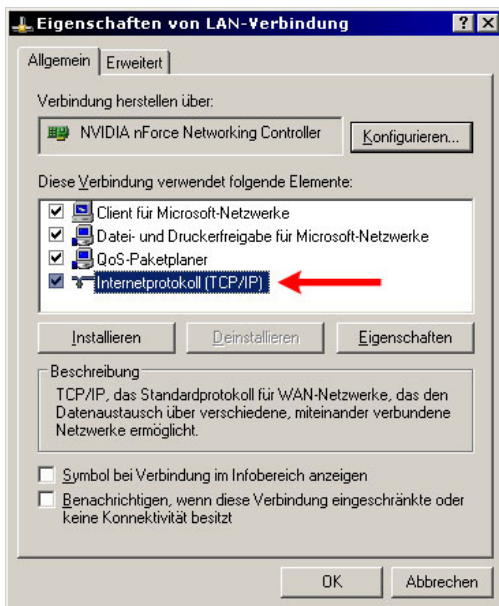 Eigenschaften von LAN-Verbindung
Allgemein
Erweitert
Verbindung herstellen über:
NVIDIA nForce Networking Controller
Konfigurieren...
Diese Verbindung verwendet folgende Elemente:
Client für Microsoft-Netzwerke
Datei- und Druckerfreigabe für Microsoft-Netzwerke
QoS-Paketplaner
Internetprotokoll (TCP/IP)
Installieren
Deinstallieren
Eigenschaften
Beschreibung
TCP/IP, das Standardprotokoll für WAN-Netzwerke, das den
Datenaustausch über verschiedene, miteinander verbundene
Netzwerke ermöglicht.
Symbol bei Verbindung im Infobereich anzeigen
Benachrichtigen, wenn diese Verbindung eingeschränkte oder
keine Konnektivität besitzt
OK
Abbrechen